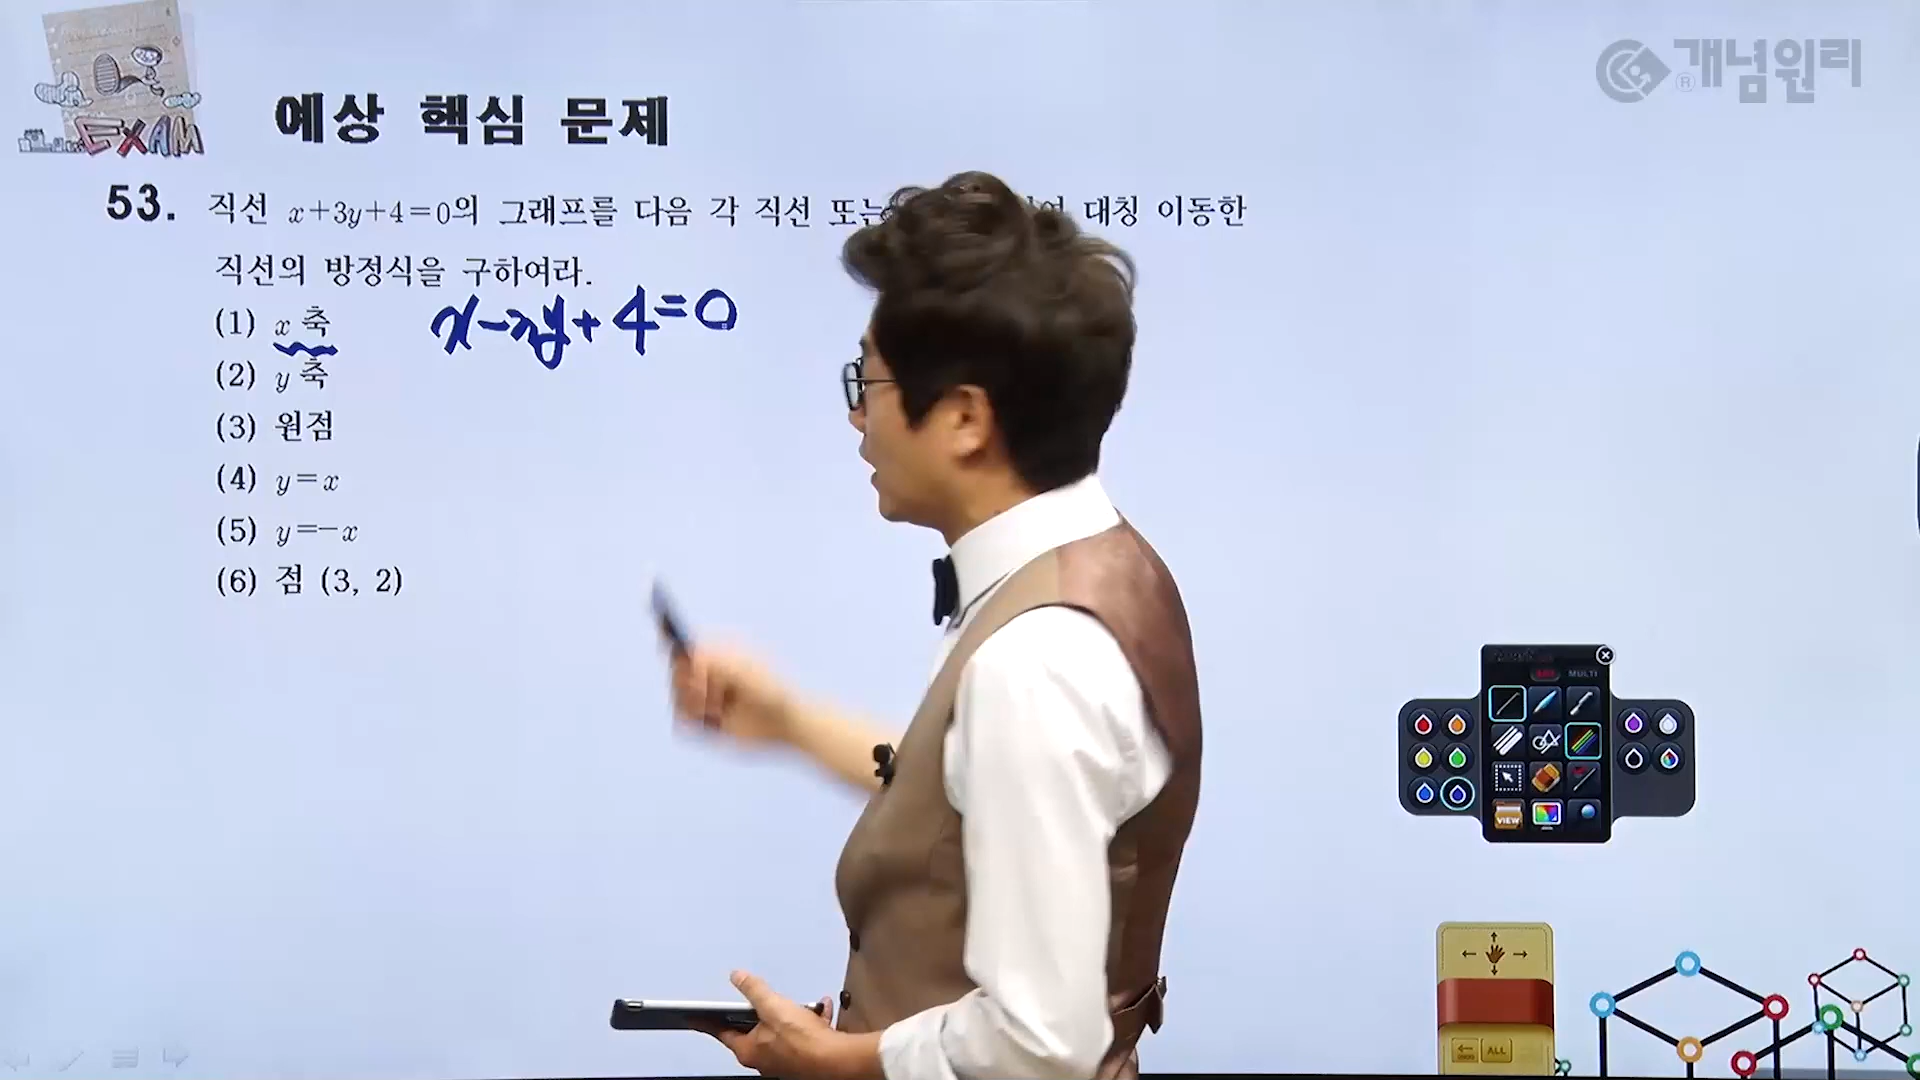 개념원리
EXAM
예상 핵심 문제
53. 직선 x+3y+4=0의 그래프를 다음 각 직선 또는 대칭 이동한
직선의 방정식을 구하여라.
(1) x축 x-3y+4=0
(2) y축
(3) 원점
(4) y=x
(5) y=-x
(6) 점 (3, 2)
MULTI
VIEW
ALL